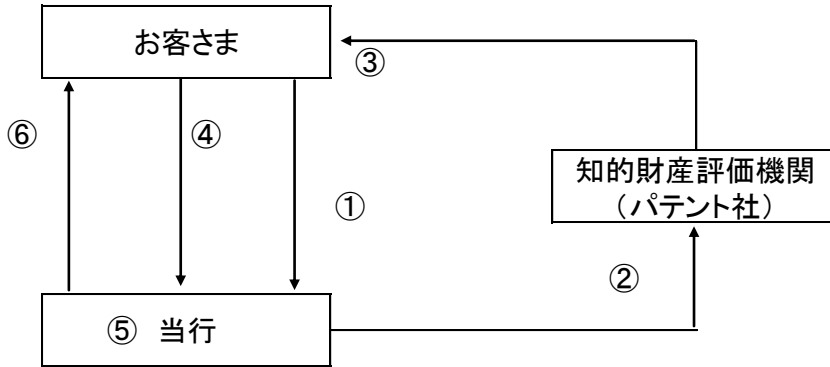 お客さま
③
⑥
④
知的財産評価機関
（パテント社）
①
②
⑤ 当行